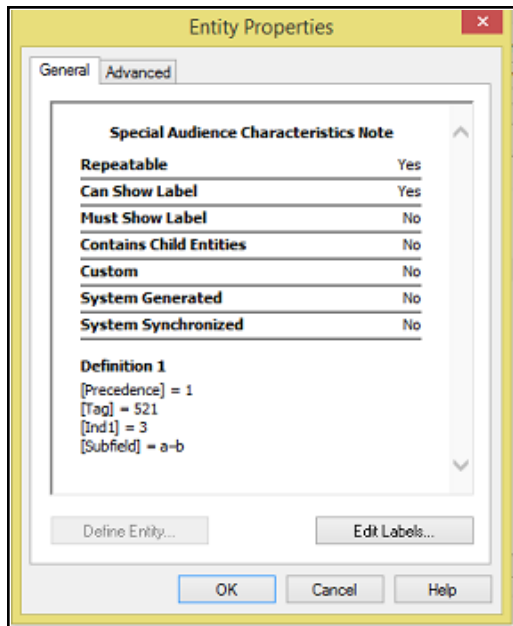 Entity Properties
General Advanced
Special Audience Characteristics Note
Repeatable Yes
Can Show Label Yes
Must Show Label No
Contains Child Entities No
Custom No
System Generated No
System Synchronized No
Definition 1
[Precedence] = 1
[Tag] = 521
[Ind1] = 3
[Subfield] = a-b
Define Entity... Edit Labels...
OK Cancel Help